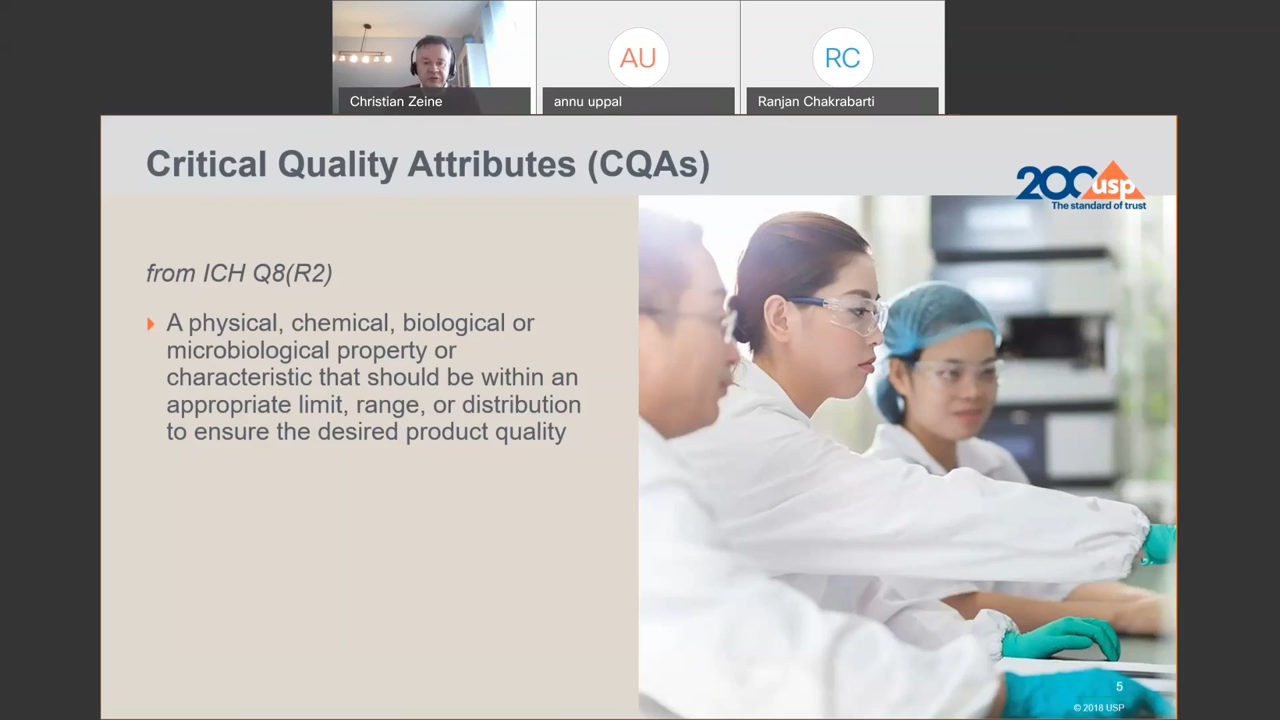 Christian Zeine
AU
annu uppal
RC
Ranjan Chakrabarti
Critical Quality Attributes (CQAs)
200 usp
The standard of trust
from ICH Q8(R2)
A physical, chemical, biological or
microbiological property or
characteristic that should be within an
appropriate limit, range, or distribution
to ensure the desired product quality
5
© 2018 USP